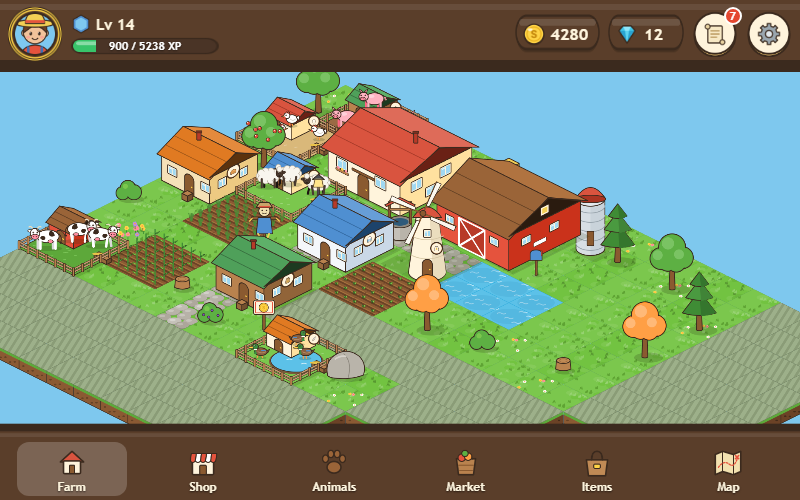 Lv 14
900 / 5238 XP
4280
12
7
Farm
Shop
Animals
Market
Items
Map